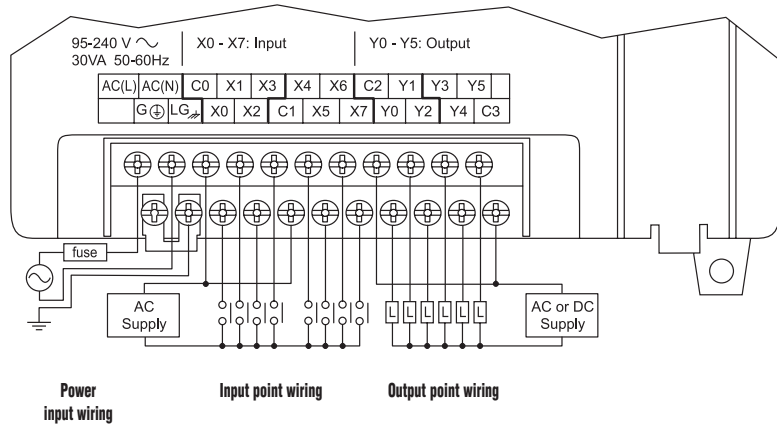 95-240 V
30VA 50-60Hz
X0 - X7: Input
Y0 - Y5: Output
AC(L) AC(N) C0 X1 X3 X4 X6 C2 Y1 Y3 Y5
G LG X0 X2 C1 X5 X7 Y0 Y2 Y4 C3
fuse
AC
Supply
L L L L L L
AC or DC
Supply
Power
input wiring
Input point wiring
Output point wiring